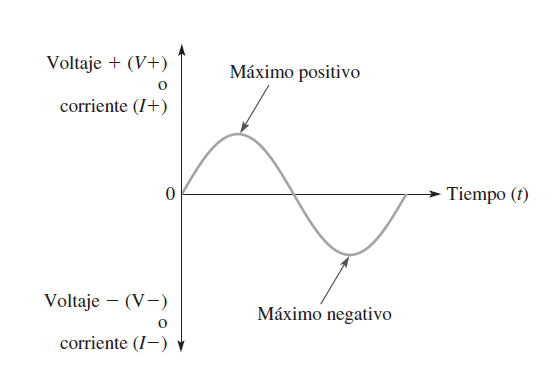 Voltaje + (V+)
o
corriente (I+)
Máximo positivo
0
Tiempo (t)
Voltaje − (V−)
o
corriente (I−)
Máximo negativo